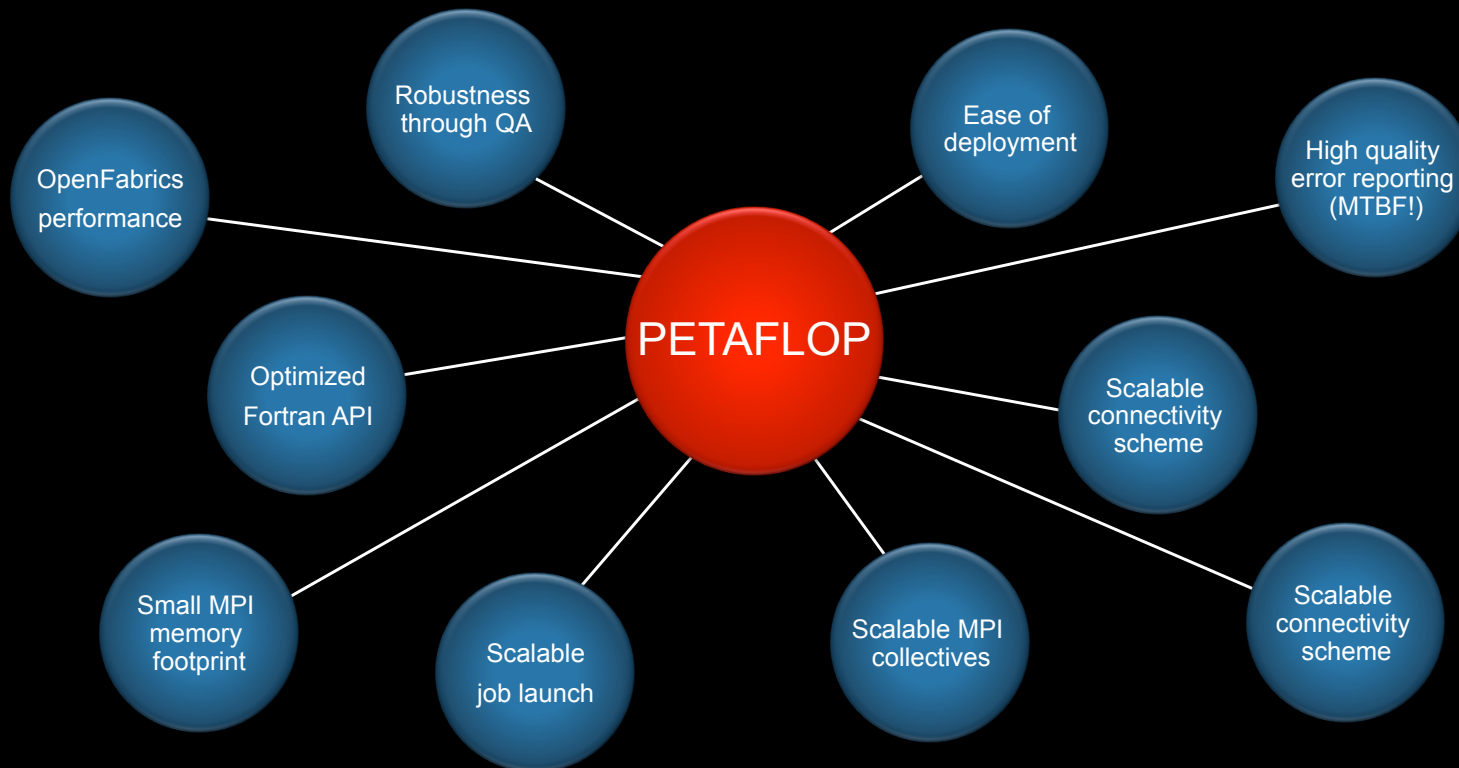 Robustness
through QA
Ease of
deployment
High quality
error reporting
(MTBF!)
OpenFabrics
performance
PETAFLOP
Optimized
Fortran API
Scalable
connectivity
scheme
Small MPI
memory
footprint
Scalable
job launch
Scalable MPI
collectives
Scalable
connectivity
scheme